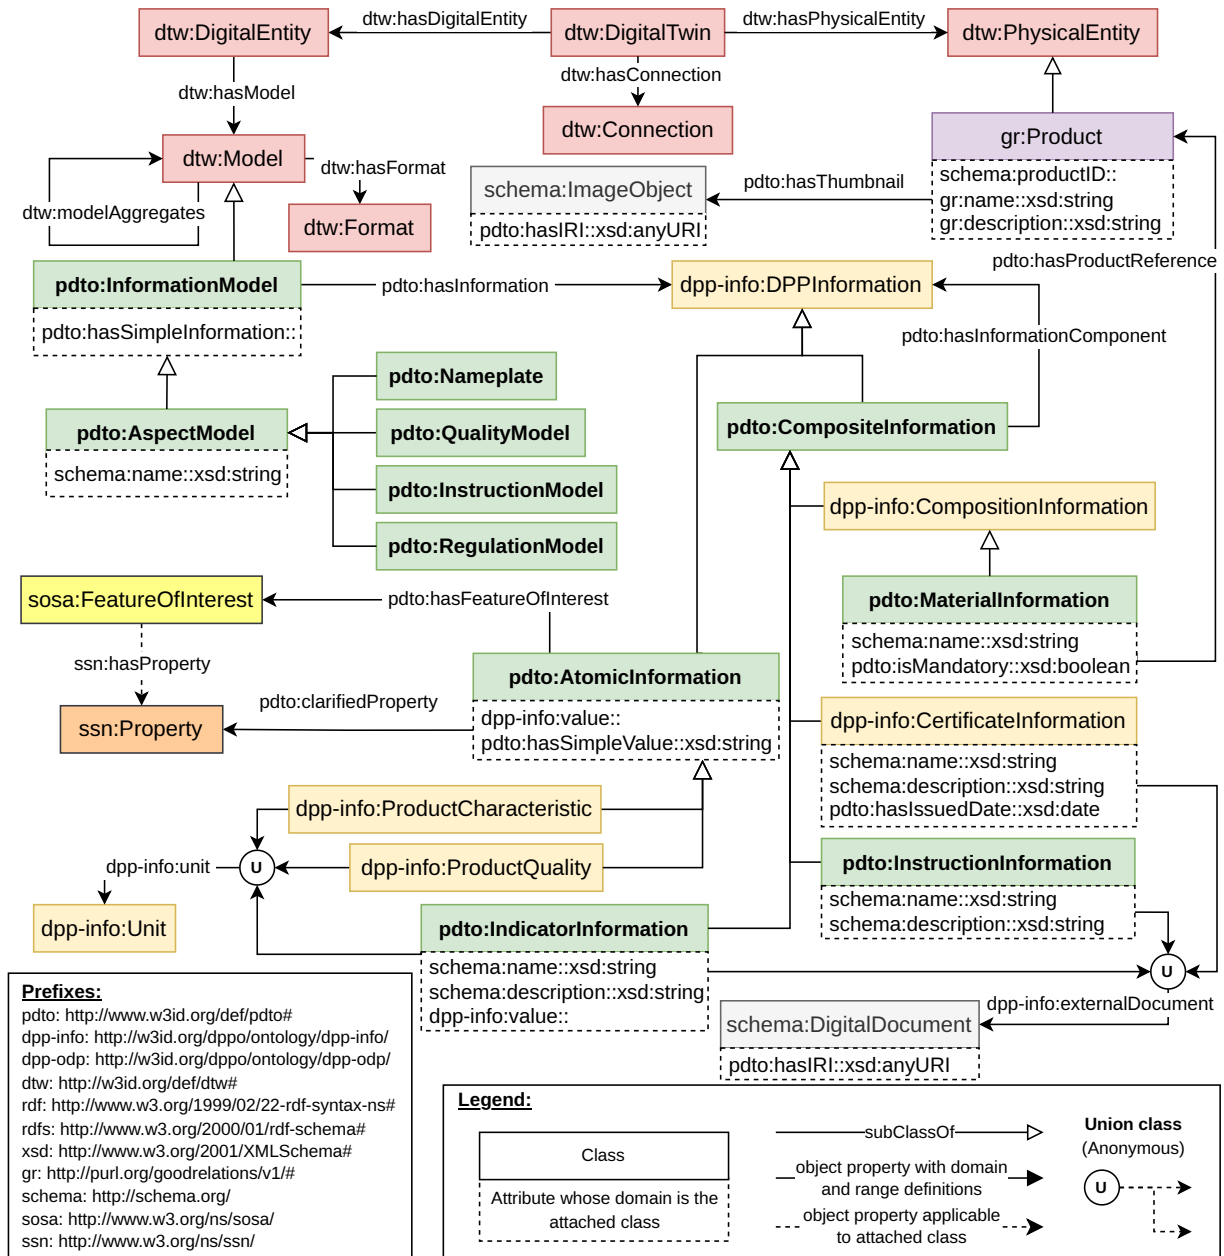 dtw:hasDigitalEntity
dtw:hasPhysicalEntity
dtw:DigitalEntity
dtw:DigitalTwin
dtw:PhysicalEntity
dtw:hasConnection
dtw:hasModel
dtw:Connection
gr:Product
dtw:Model
dtw:hasFormat
schema:productID::
gr:name::xsd:string
gr:description::xsd:string
pdto:hasThumbnail
schema:ImageObject
pdto:hasIRI::xsd:anyURI
dtw:modelAggregates
dtw:Format
pdto:hasProductReference
pdto:InformationModel
pdto:hasSimpleInformation::
pdto:hasInformation
dpp-info:DPPInformation
pdto:hasInformationComponent
pdto:Nameplate
pdto:AspectModel
schema:name::xsd:string
pdto:QualityModel
pdto:CompositeInformation
pdto:InstructionModel
dpp-info:CompositionInformation
pdto:RegulationModel
sosa:FeatureOfInterest
pdto:hasFeatureOfInterest
pdto:MaterialInformation
schema:name::xsd:string
pdto:isMandatory::xsd:boolean
ssn:hasProperty
pdto:AtomicInformation
dpp-info:value::
pdto:hasSimpleValue::xsd:string
pdto:clarifiedProperty
ssn:Property
dpp-info:CertificateInformation
schema:name::xsd:string
schema:description::xsd:string
pdto:hasIssuedDate::xsd:date
dpp-info:ProductCharacteristic
dpp-info:ProductQuality
dpp-info:unit
U
dpp-info:Unit
pdto:InstructionInformation
schema:name::xsd:string
schema:description::xsd:string
pdto:IndicatorInformation
schema:name::xsd:string
schema:description::xsd:string
dpp-info:value::
U
dpp-info:externalDocument
schema:DigitalDocument
pdto:hasIRI::xsd:anyURI
Prefixes:
pdto: http://www.w3id.org/def/pdto#
dpp-info: http://w3id.org/dppo/ontology/dpp-info/
dpp-odp: http://w3id.org/dppo/ontology/dpp-odp/
dtw: http://w3id.org/def/dtw#
rdf: http://www.w3.org/1999/02/22-rdf-syntax-ns#
rdfs: http://www.w3.org/2000/01/rdf-schema#
xsd: http://www.w3.org/2001/XMLSchema#
gr: http://purl.org/goodrelations/v1/#
schema: http://schema.org/
sosa: http://www.w3.org/ns/sosa/
ssn: http://www.w3.org/ns/ssn/
Legend:
Class
Attribute whose domain is the
attached class
subClassOf
object property with domain
and range definitions
object property applicable
to attached class
Union class
(Anonymous)
U